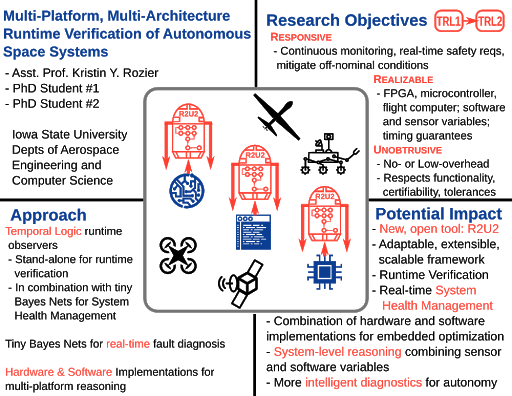 Multi-Platform, Multi-Architecture
Runtime Verification of Autonomous
Space Systems
- Asst. Prof. Kristin Y. Rozier
- PhD Student #1
- PhD Student #2
Iowa State University
Depts of Aerospace
Engineering and
Computer Science
Research Objectives TRL1 TRL2
RESPONSIVE
- Continuous monitoring, real-time safety reqs,
mitigate off-nominal conditions
REALIZABLE
- FPGA, microcontroller,
flight computer; software
and sensor variables;
timing guarantees
UNOBTRUSIVE
- No- or Low-overhead
- Respects functionality,
certifiability, tolerances
R2U2
R2U2
R2U2
Approach
Temporal Logic runtime
observers
- Stand-alone for runtime
verification
- In combination with tiny
Bayes Nets for System
Health Management
Tiny Bayes Nets for real-time fault diagnosis
Hardware & Software Implementations for
multi-platform reasoning
Potential Impact
- New, open tool: R2U2
- Adaptable, extensible,
scalable framework
- Runtime Verification
- Real-time System
Health Management
- Combination of hardware and software
implementations for embedded optimization
- System-level reasoning combining sensor
and software variables
- More intelligent diagnostics for autonomy